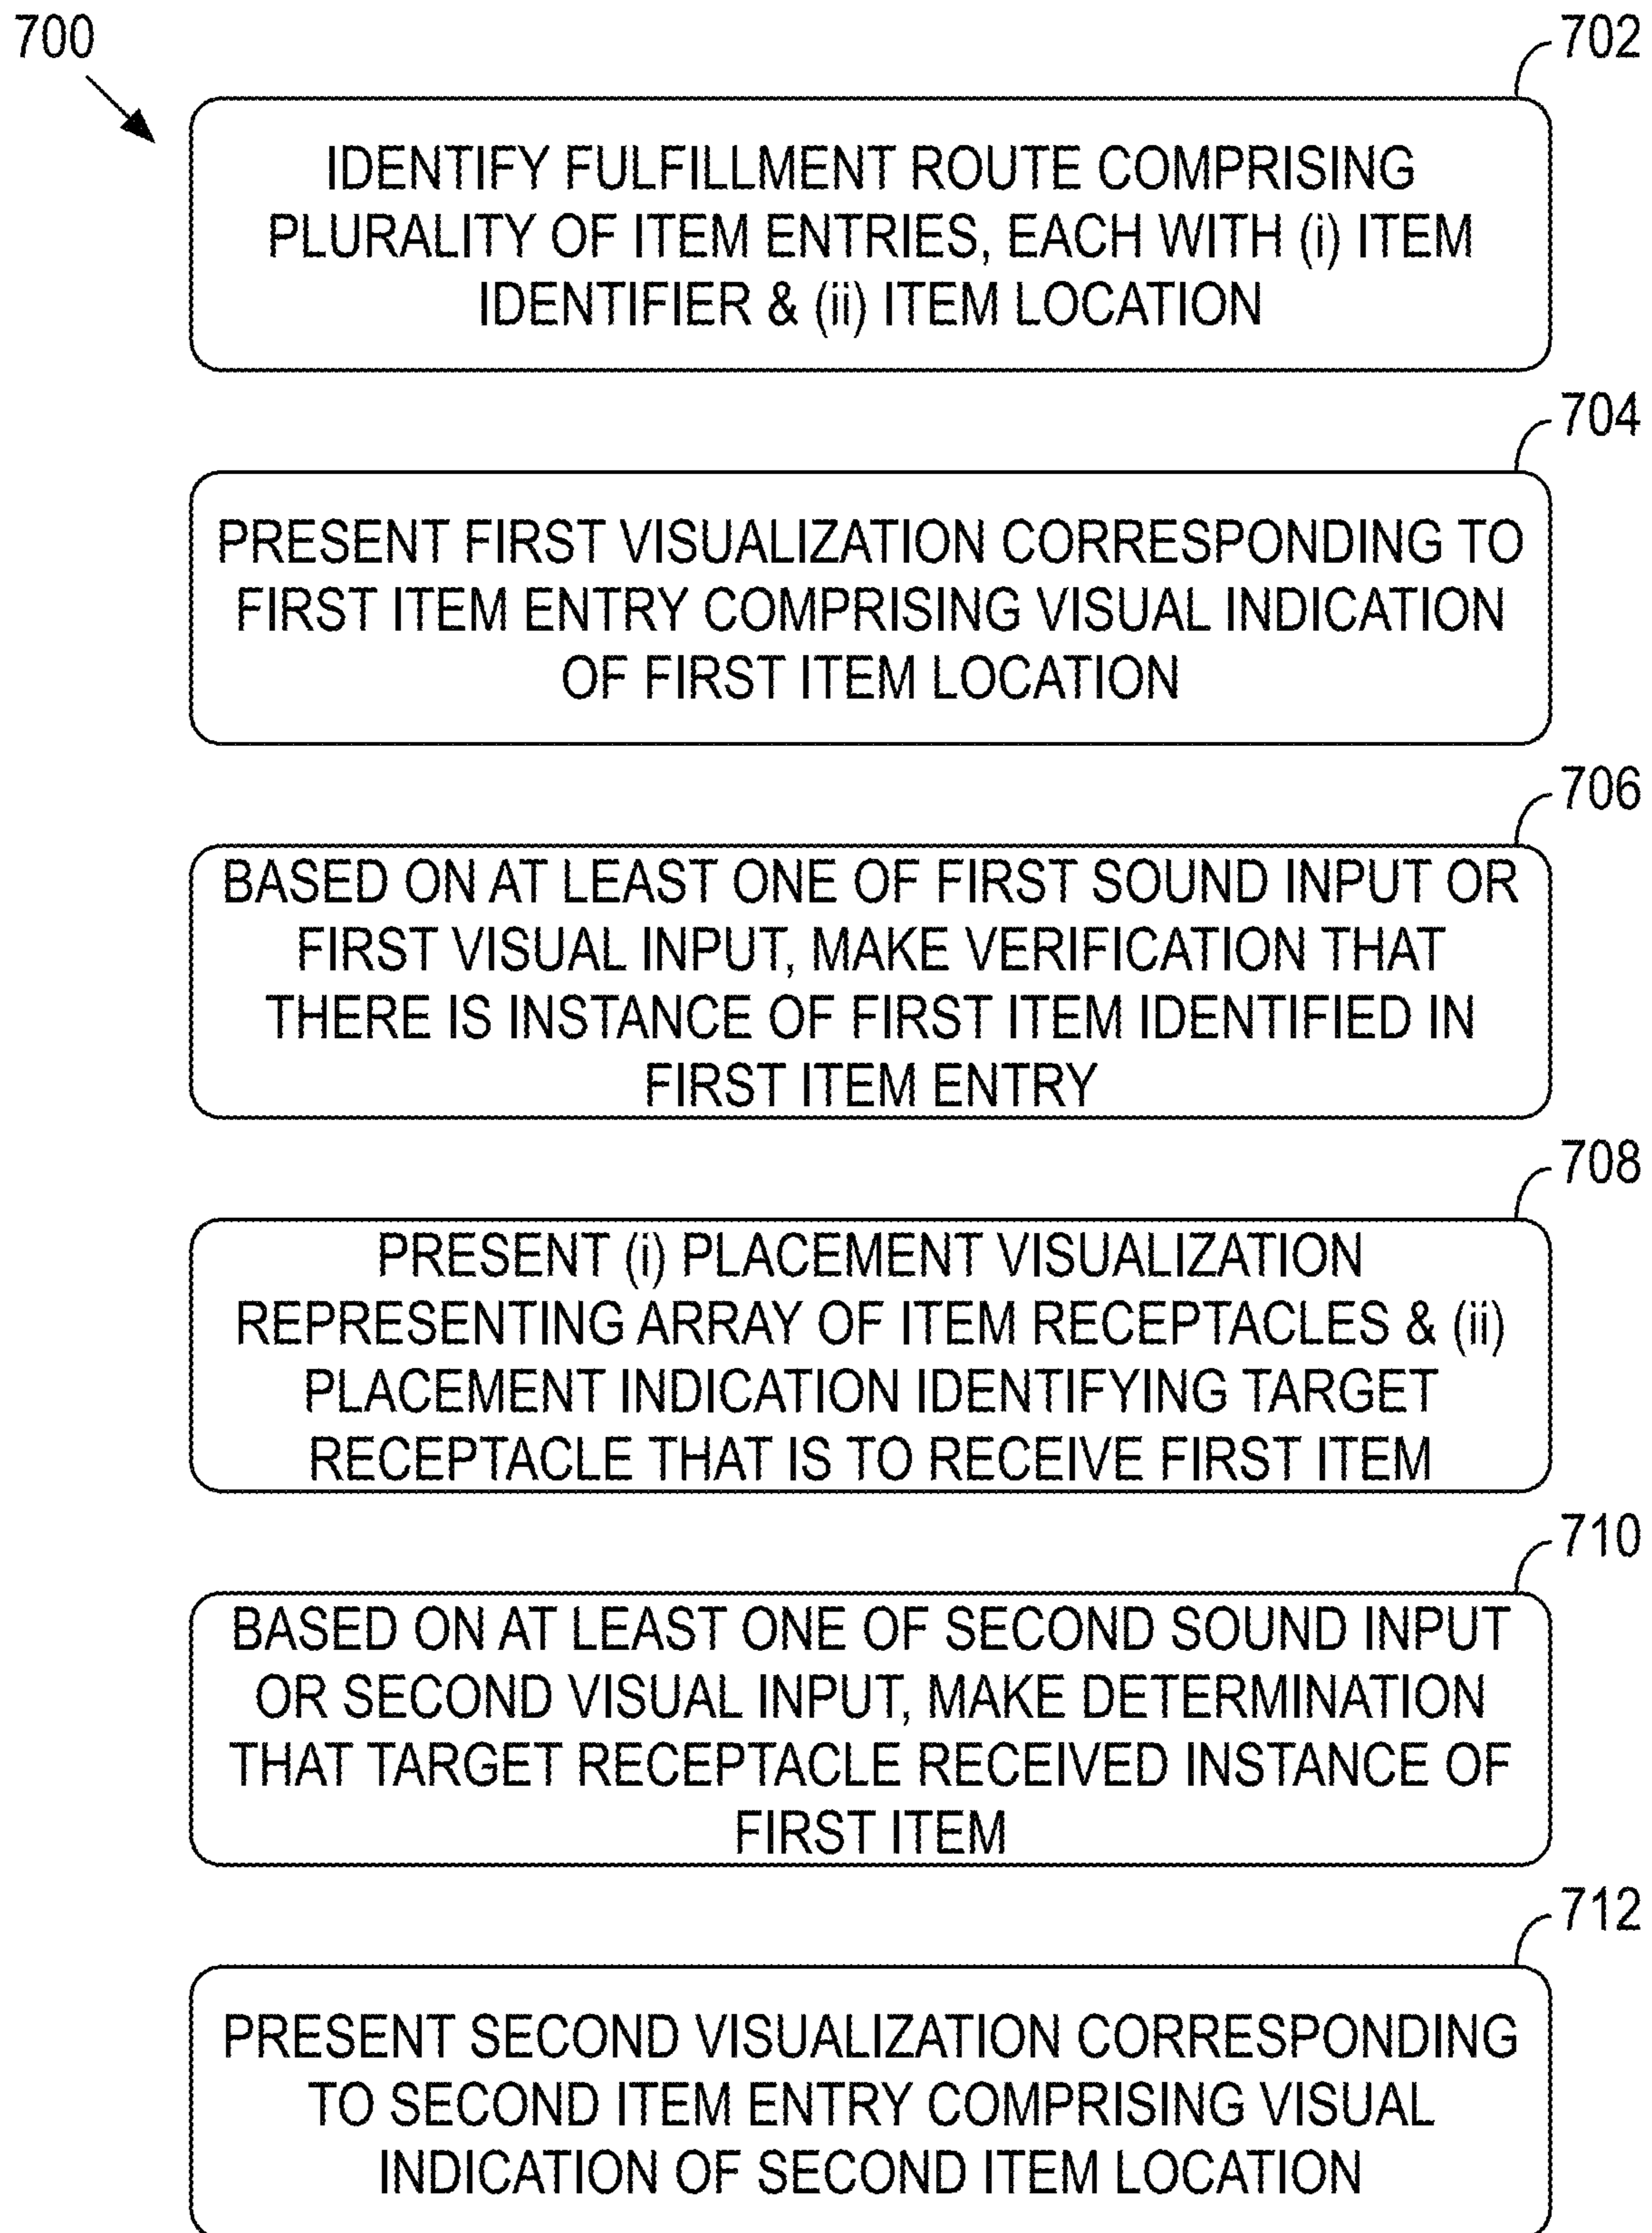 700
702
IDENTIFY FULFILLMENT ROUTE COMPRISING
PLURALITY OF ITEM ENTRIES, EACH WITH (i) ITEM
IDENTIFIER & (ii) ITEM LOCATION
704
PRESENT FIRST VISUALIZATION CORRESPONDING TO
FIRST ITEM ENTRY COMPRISING VISUAL INDICATION
OF FIRST ITEM LOCATION
706
BASED ON AT LEAST ONE OF FIRST SOUND INPUT OR
FIRST VISUAL INPUT, MAKE VERIFICATION THAT
THERE IS INSTANCE OF FIRST ITEM IDENTIFIED IN
FIRST ITEM ENTRY
708
PRESENT (i) PLACEMENT VISUALIZATION
REPRESENTING ARRAY OF ITEM RECEPTACLES & (ii)
PLACEMENT INDICATION IDENTIFYING TARGET
RECEPTACLE THAT IS TO RECEIVE FIRST ITEM
710
BASED ON AT LEAST ONE OF SECOND SOUND INPUT
OR SECOND VISUAL INPUT, MAKE DETERMINATION
THAT TARGET RECEPTACLE RECEIVED INSTANCE OF
FIRST ITEM
712
PRESENT SECOND VISUALIZATION CORRESPONDING
TO SECOND ITEM ENTRY COMPRISING VISUAL
INDICATION OF SECOND ITEM LOCATION